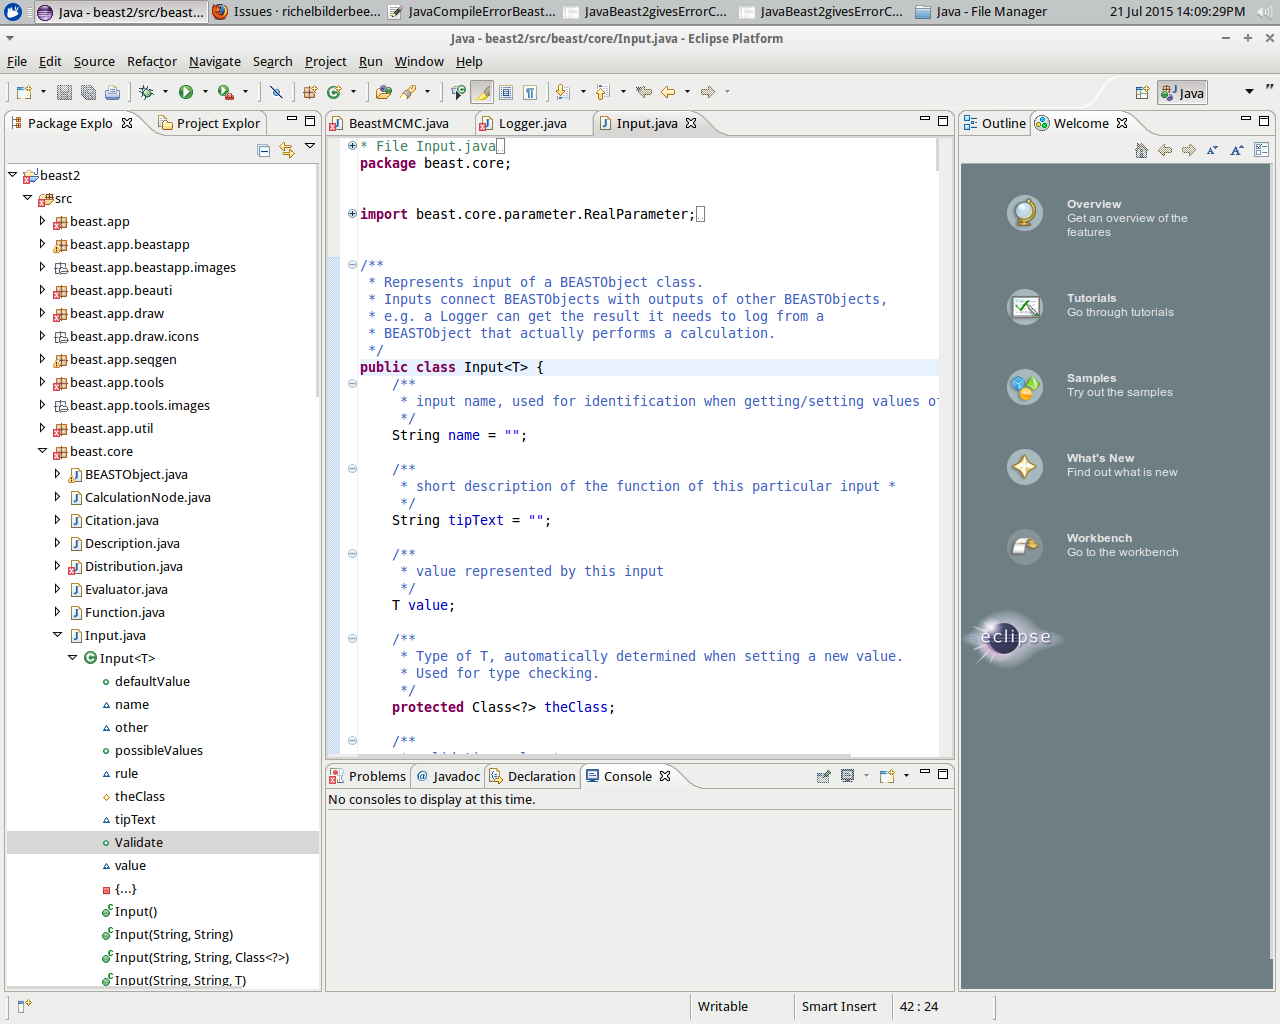 Java - beast2/src/beast...
Issues - richelbilderbee...
JavaCompileErrorBeast...
JavaBeast2givesErrorC...
JavaBeast2givesErrorC...
Java - File Manager
21 Jul 2015 14:09:29PM
Java - beast2/src/beast/core/Input.java - Eclipse Platform
File Edit Source Refactor Navigate Search Project Run Window Help
Java
Package Explo
Project Explor
beast2
src
beast.app
beast.app.beastapp
beast.app.beastapp.images
beast.app.beauti
beast.app.draw
beast.app.draw.icons
beast.app.seqgen
beast.app.tools
beast.app.tools.images
beast.app.util
beast.core
BEASTObject.java
CalculationNode.java
Citation.java
Description.java
Distribution.java
Evaluator.java
Function.java
Input.java
Input<T>
defaultValue
name
other
possibleValues
rule
theClass
tipText
Validate
value
{...}
Input()
Input(String, String)
Input(String, String, Class<?>)
Input(String, String, T)
BeastMCMC.java
Logger.java
Input.java
* File Input.java
package beast.core;
import beast.core.parameter.RealParameter;
/**
* Represents input of a BEASTObject class.
* Inputs connect BEASTObjects with outputs of other BEASTObjects,
* e.g. a Logger can get the result it needs to log from a
* BEASTObject that actually performs a calculation.
*/
public class Input<T> {
/**
* input name, used for identification when getting/setting values of
*/
String name = "";
/**
* short description of the function of this particular input *
*/
String tipText = "";
/**
* value represented by this input
*/
T value;
/**
* Type of T, automatically determined when setting a new value.
* Used for type checking.
*/
protected Class<?> theClass;
/**
Problems
@ Javadoc
Declaration
Console
No consoles to display at this time.
Outline
Welcome
Overview
Get an overview of the
features
Tutorials
Go through tutorials
Samples
Try out the samples
What's New
Find out what is new
Workbench
Go to the workbench
eclipse
Writable
Smart Insert
42 : 24